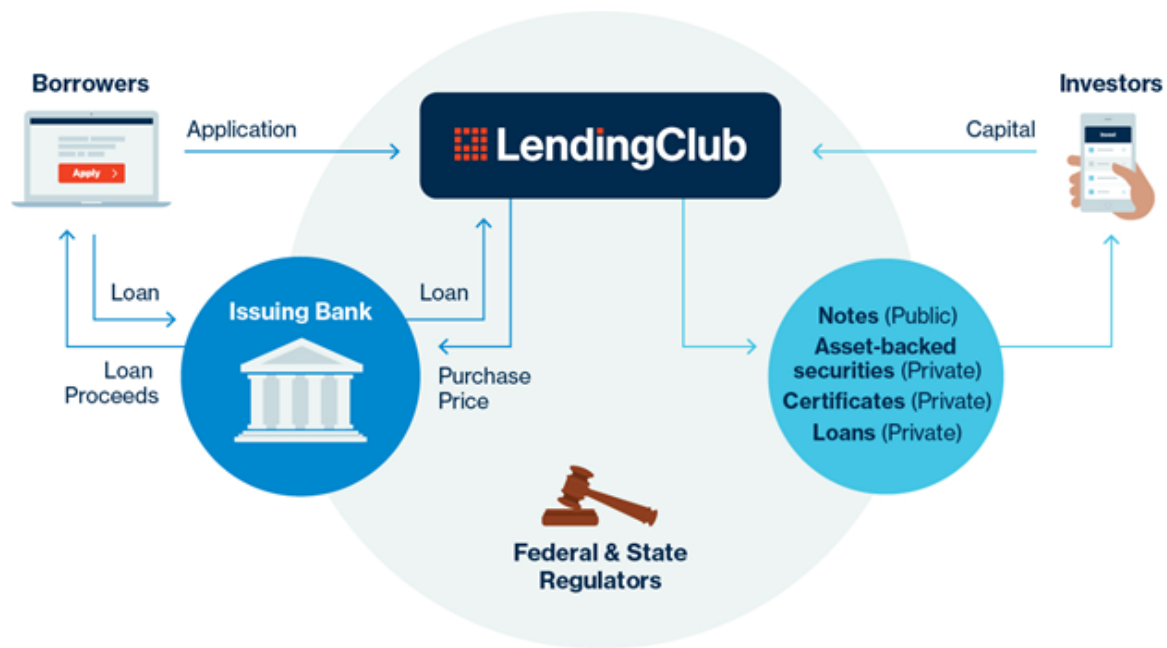 Borrowers
Apply
Application
LendingClub
Capital
Investors
Invest
Loan
Loan
Proceeds
Issuing Bank
Loan
Purchase
Price
Notes (Public)
Asset-backed
securities (Private)
Certificates (Private)
Loans (Private)
Federal & State
Regulators